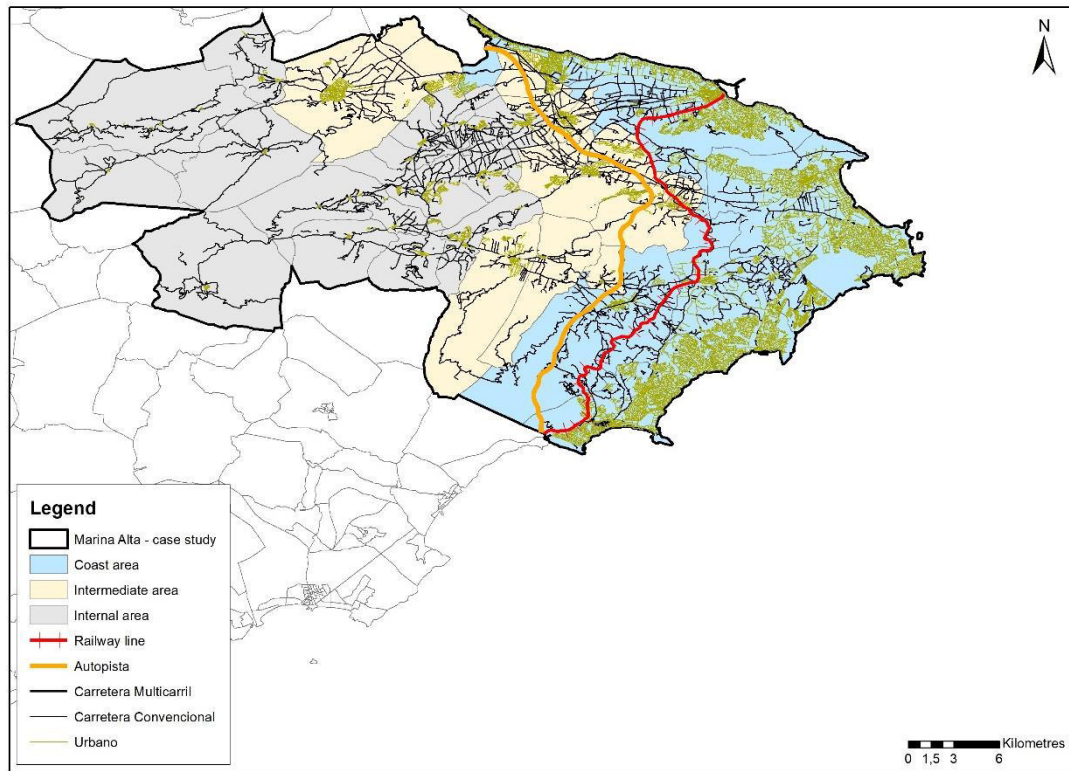 N
Legend
Marina Alta - case study
Coast area
Intermediate area
Internal area
Railway line
Autopista
Carretera Multicarril
Carretera Convencional
Urbano
Kilometres
0 1,5 3 6